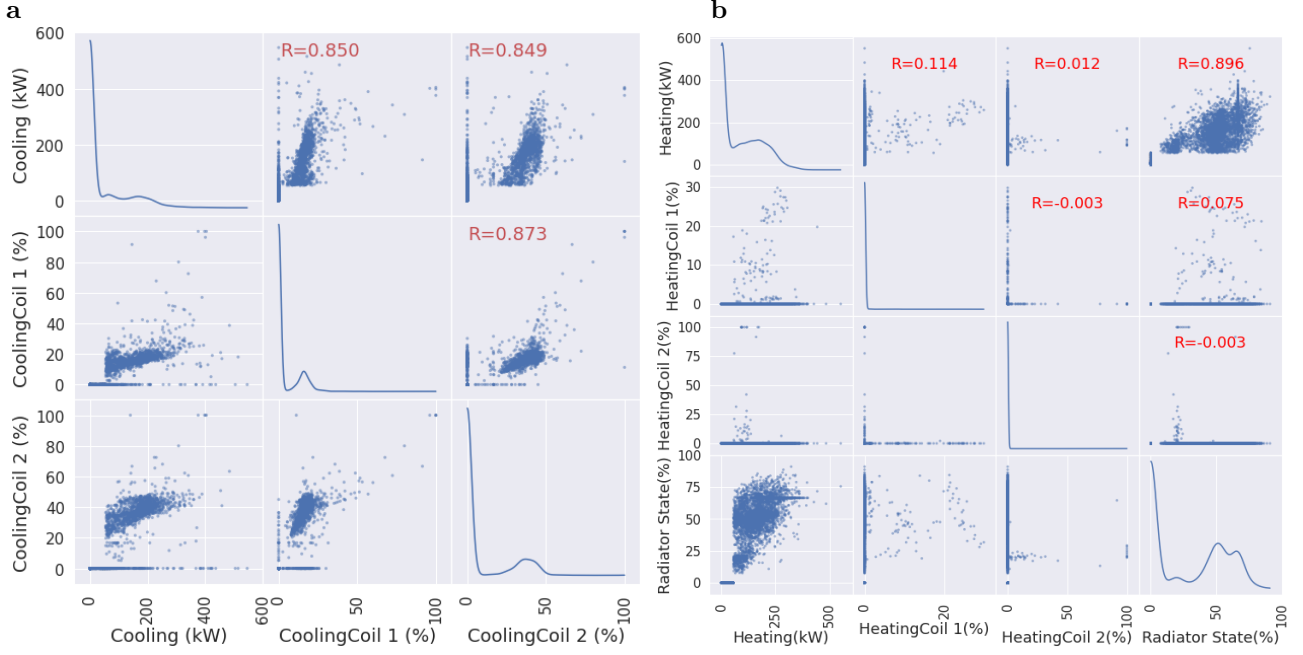 a
600
400
200
0
Cooling (kW)
R=0.850
R=0.849
100
80
60
40
20
0
CoolingCoil 1 (%)
R=0.873
100
80
60
40
20
0
CoolingCoil 2 (%)
0
200
400
600
Cooling (kW)
0
100
CoolingCoil 1 (%)
0
50
100
CoolingCoil 2 (%)
b
600
400
200
0
Heating(kW)
R=0.114
R=0.012
R=0.896
30
20
10
0
HeatingCoil 1(%)
R=-0.003
R=0.075
100
75
50
25
0
HeatingCoil 2(%)
R=-0.003
100
75
50
25
0
Radiator State(%)
0
250
500
Heating(kW)
0
20
HeatingCoil 1(%)
0
100
HeatingCoil 2(%)
0
50
100
Radiator State(%)